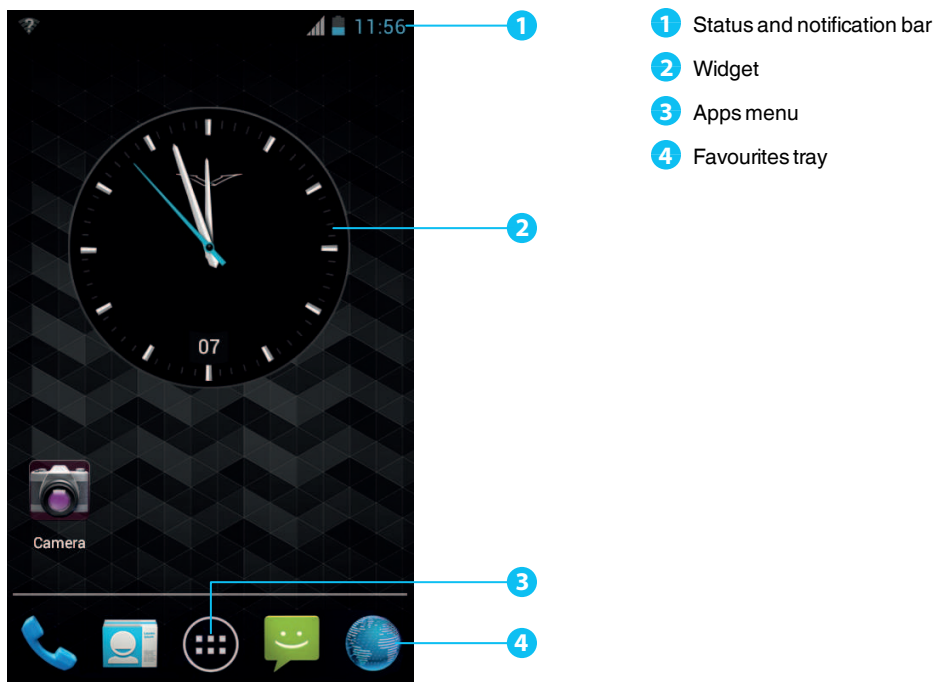 11:56
1
1 Status and notification bar
2 Widget
3 Apps menu
4 Favourites tray
2
07
Camera
3
4